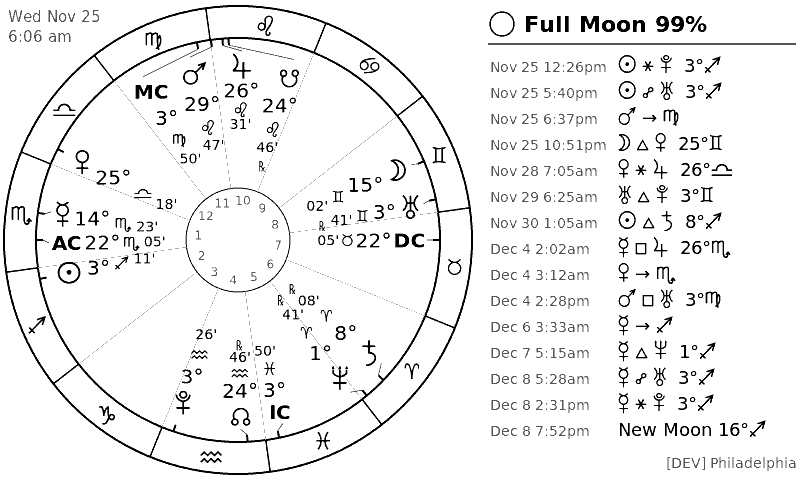 Wed Nov 25
6:06 am
MC
3°
♍
50'
♂
29°
♌
47'
♃
26°
♌
31'
☋
24°
♌
46'
℞
♀ 25° ♎ 18'
☿ 14° ♏ 23'
AC 22° ♏ 05'
☉ 3° ♐ 11'
02' ♊ 15° ☽
℞ 41' ♊ 3° ♅
05' ♉ 22° DC
26'
♒
3°
♇
℞
46'
♒
24°
☊
50'
♓
3°
IC
℞
41'
♈
1°
♆
℞
08'
♈
8°
♄
♌
♋
♊
♉
♈
♓
♒
♑
♐
♏
♎
♍
1
2
3
4
5
6
7
8
9
10
11
12
Full Moon 99%
Nov 25 12:26pm ☉ ⚹ ♇ 3°♐
Nov 25 5:40pm ☉ ☍ ♅ 3°♐
Nov 25 6:37pm ♂ → ♍
Nov 25 10:51pm ☽ △ ♀ 25°♊
Nov 28 7:05am ♀ ⚹ ♃ 26°♎
Nov 29 6:25am ♅ △ ♇ 3°♊
Nov 30 1:05am ☉ △ ♄ 8°♐
Dec 4 2:02am ☿ □ ♃ 26°♏
Dec 4 3:12am ♀ → ♏
Dec 4 2:28pm ♂ □ ♅ 3°♍
Dec 6 3:33am ☿ → ♐
Dec 7 5:15am ☿ △ ♆ 1°♐
Dec 8 5:28am ☿ ☍ ♅ 3°♐
Dec 8 2:31pm ☿ ⚹ ♇ 3°♐
Dec 8 7:52pm New Moon 16°♐
[DEV] Philadelphia